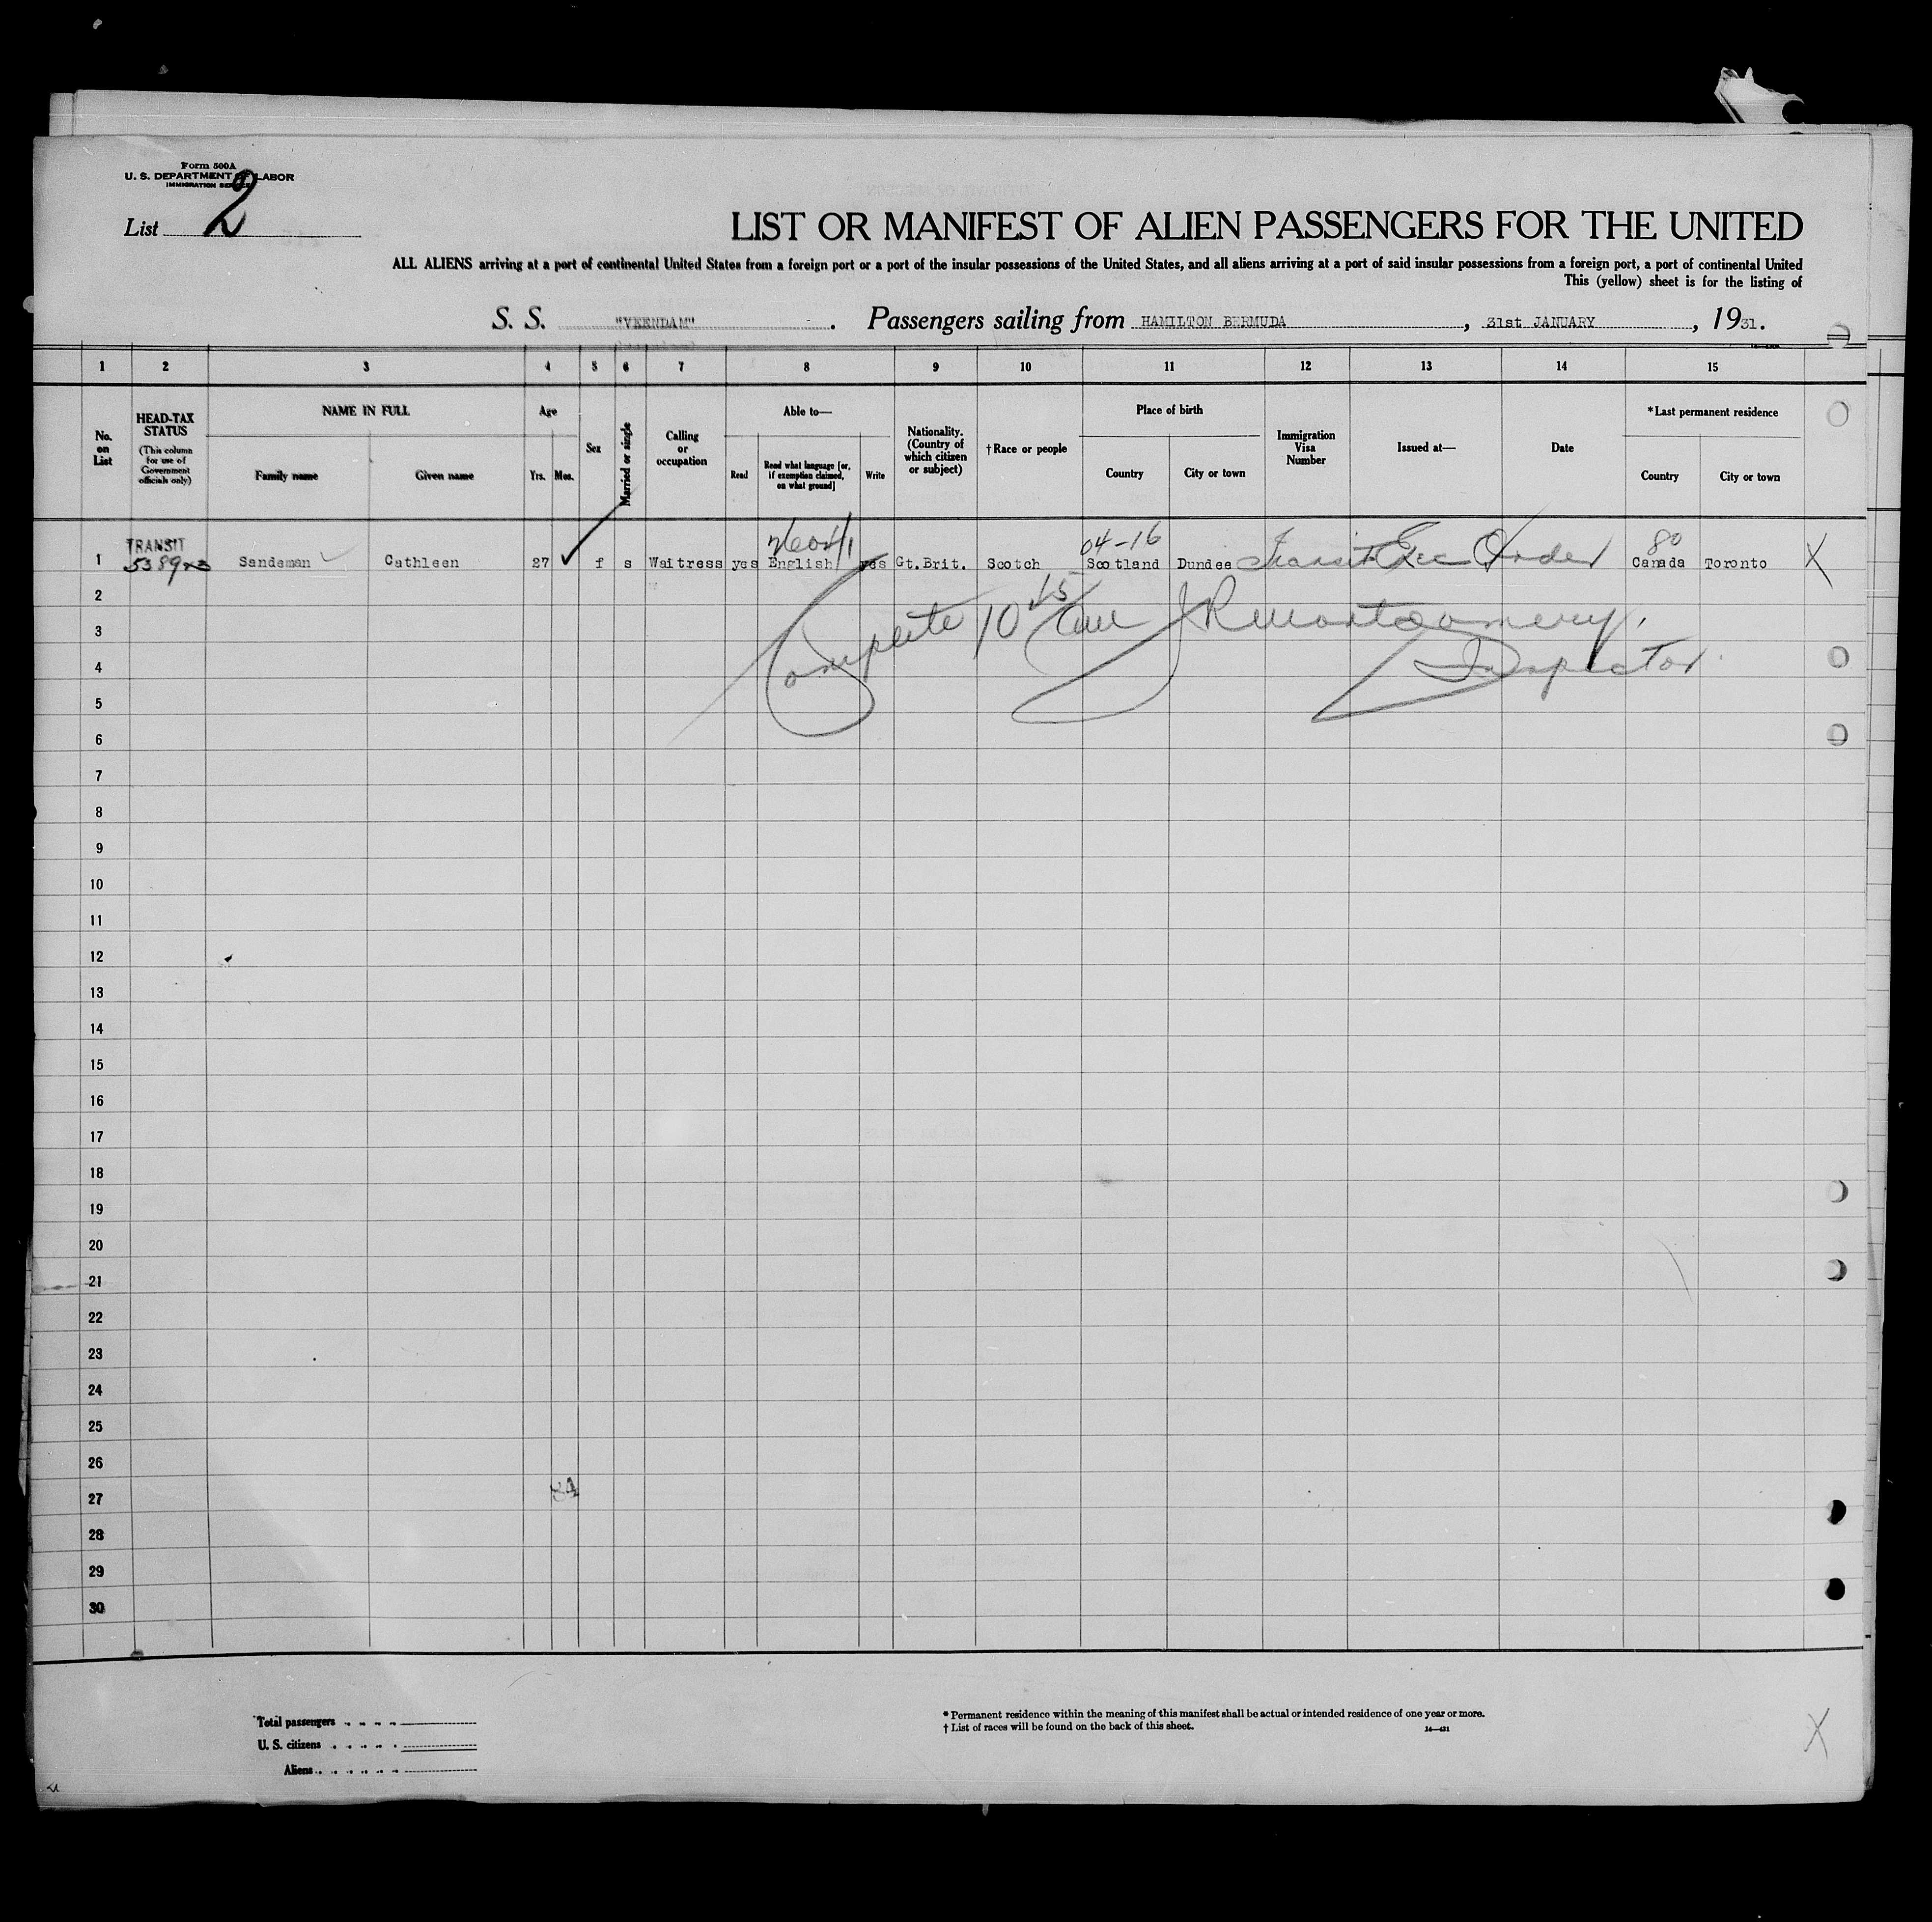 Form 500A
U. S. DEPARTMENT OF LABOR
IMMIGRATION SERVICE
List 2
LIST OR MANIFEST OF ALIEN PASSENGERS FOR THE UNITED
ALL ALIENS arriving at a port of continental United States from a foreign port or a port of the insular possessions of the United States, and all aliens arriving at a port of said insular possessions from a foreign port, a port of continental United
This (yellow) sheet is for the listing of
S. S. "VEENDAM" . Passengers sailing from HAMILTON BERMUDA , 31st JANUARY , 1931.
1 2 3 4 5 6 7 8 9 10 11 12 13 14 15
No. on List
HEAD-TAX STATUS
(This column for use of Government officials only)
NAME IN FULL
Family name
Given name
Age
Yrs. Mos.
Sex
Married or single
Calling or occupation
Able to—
Read
Read what language [or, if exemption claimed, on what ground]
Write
Nationality. (Country of which citizen or subject)
†Race or people
Place of birth
Country
City or town
Immigration Visa Number
Issued at—
Date
*Last permanent residence
Country
City or town
TRANSIT 04-16 80
1 Sandeman Cathleen 27 f s Waitress yes English yes Gt.Brit. Scotch Scotland Dundee Transit Exec Order Canada Toronto X
2
Complete 10 45 am J R Montgomery,
3
Inspector
4
5
6
7
8
9
10
11
12
13
14
15
16
17
18
19
20
21
22
23
24
25
26
27
28
29
30
Total passengers
U. S. citizens
Aliens
* Permanent residence within the meaning of this manifest shall be actual or intended residence of one year or more.
† List of races will be found on the back of this sheet.
X